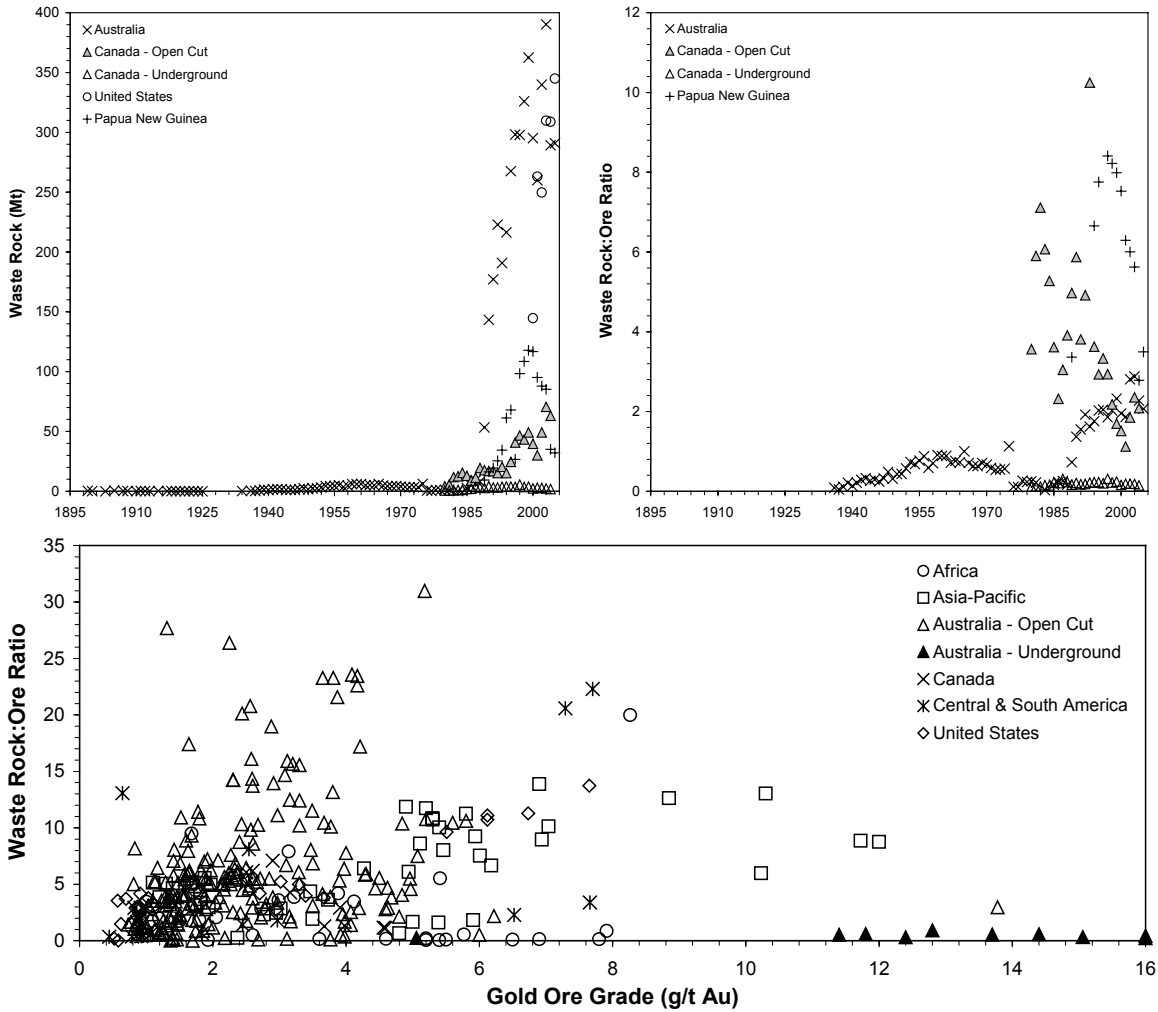 400
350
300
250
200
150
100
50
0
Waste Rock (Mt)
Australia
Canada - Open Cut
Canada - Underground
United States
Papua New Guinea
1895 1910 1925 1940 1955 1970 1985 2000
12
10
8
6
4
2
0
Waste Rock:Ore Ratio
Australia
Canada - Open Cut
Canada - Underground
Papua New Guinea
1895 1910 1925 1940 1955 1970 1985 2000
35
30
25
20
15
10
5
0
Waste Rock:Ore Ratio
Africa
Asia-Pacific
Australia - Open Cut
Australia - Underground
Canada
Central & South America
United States
0 2 4 6 8 10 12 14 16
Gold Ore Grade (g/t Au)